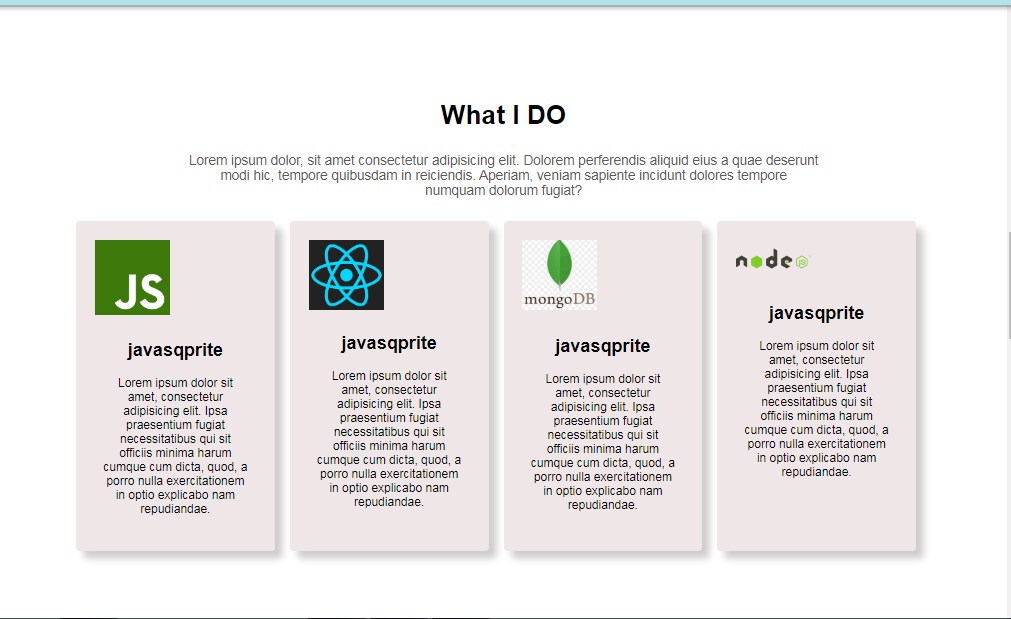 What I DO
Lorem ipsum dolor, sit amet consectetur adipisicing elit. Dolorem perferendis aliquid eius a quae deserunt
modi hic, tempore quibusdam in reiciendis. Aperiam, veniam sapiente incidunt dolores tempore
numquam dolorum fugiat?
JS
javasqprite
Lorem ipsum dolor sit
amet, consectetur
adipisicing elit. Ipsa
praesentium fugiat
necessitatibus qui sit
officiis minima harum
cumque cum dicta, quod, a
porro nulla exercitationem
in optio explicabo nam
repudiandae.
javasqprite
Lorem ipsum dolor sit
amet, consectetur
adipisicing elit. Ipsa
praesentium fugiat
necessitatibus qui sit
officiis minima harum
cumque cum dicta, quod, a
porro nulla exercitationem
in optio explicabo nam
repudiandae.
mongoDB
javasqprite
Lorem ipsum dolor sit
amet, consectetur
adipisicing elit. Ipsa
praesentium fugiat
necessitatibus qui sit
officiis minima harum
cumque cum dicta, quod, a
porro nulla exercitationem
in optio explicabo nam
repudiandae.
node JS
javasqprite
Lorem ipsum dolor sit
amet, consectetur
adipisicing elit. Ipsa
praesentium fugiat
necessitatibus qui sit
officiis minima harum
cumque cum dicta, quod, a
porro nulla exercitationem
in optio explicabo nam
repudiandae.